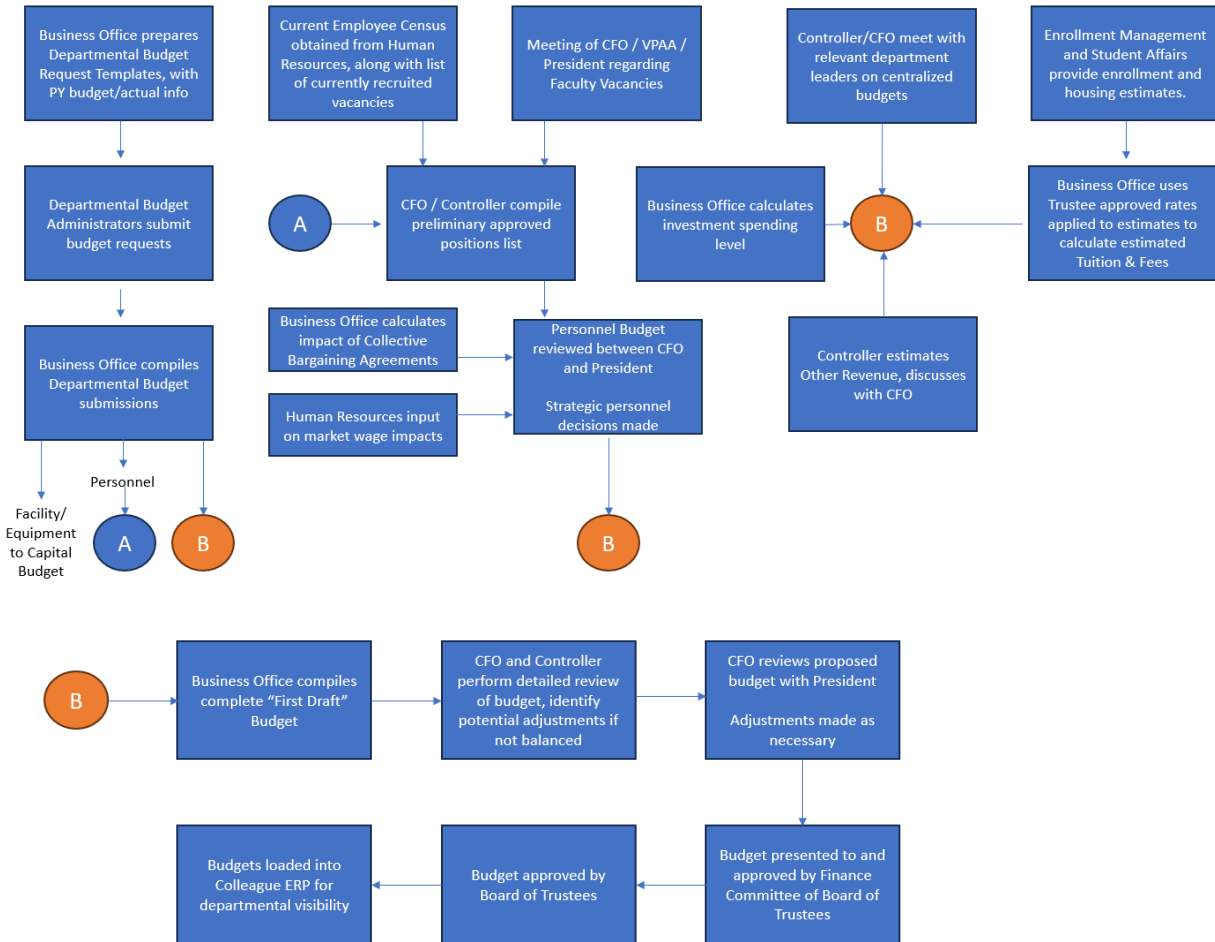 Business Office prepares
Departmental Budget
Request Templates, with
PY budget/actual info
Departmental Budget
Administrators submit
budget requests
Business Office compiles
Departmental Budget
submissions
Personnel
Facility/
Equipment
to Capital
Budget
A
B
Current Employee Census
obtained from Human
Resources, along with list
of currently recruited
vacancies
Meeting of CFO / VPAA /
President regarding
Faculty Vacancies
A
CFO / Controller compile
preliminary approved
positions list
Business Office calculates
impact of Collective
Bargaining Agreements
Human Resources input
on market wage impacts
Personnel Budget
reviewed between CFO
and President
Strategic personnel
decisions made
B
Controller/CFO meet with
relevant department
leaders on centralized
budgets
Enrollment Management
and Student Affairs
provide enrollment and
housing estimates.
Business Office calculates
investment spending
level
B
Business Office uses
Trustee approved rates
applied to estimates to
calculate estimated
Tuition & Fees
Controller estimates
Other Revenue, discusses
with CFO
B
Business Office compiles
complete “First Draft”
Budget
CFO and Controller
perform detailed review
of budget, identify
potential adjustments if
not balanced
CFO reviews proposed
budget with President
Adjustments made as
necessary
Budget presented to and
approved by Finance
Committee of Board of
Trustees
Budget approved by
Board of Trustees
Budgets loaded into
Colleague ERP for
departmental visibility